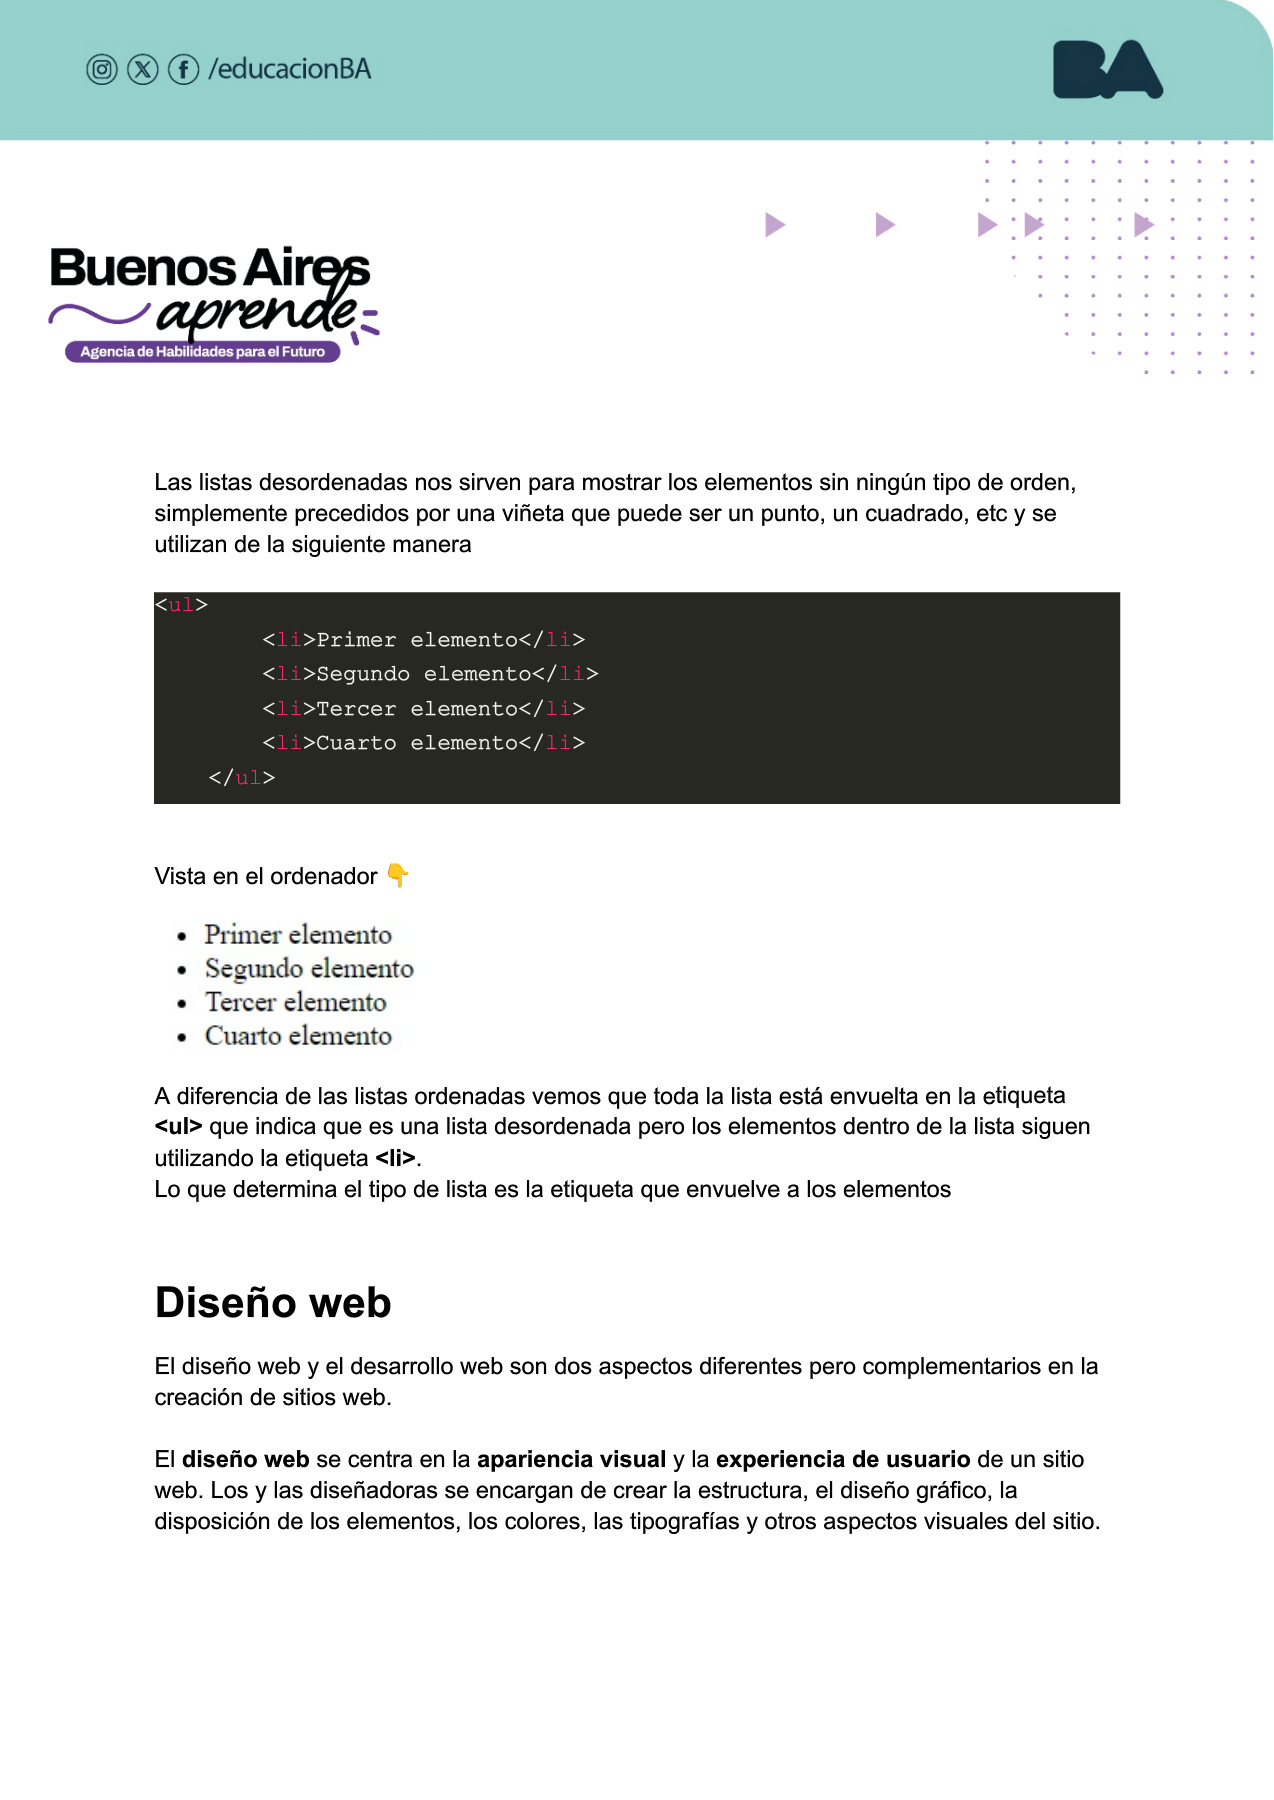 /educacionBA
BA
Buenos Aires
aprende
Agencia de Habilidades para el Futuro
Las listas desordenadas nos sirven para mostrar los elementos sin ningún tipo de orden,
simplemente precedidos por una viñeta que puede ser un punto, un cuadrado, etc y se
utilizan de la siguiente manera
<ul>
        <li>Primer elemento</li>
        <li>Segundo elemento</li>
        <li>Tercer elemento</li>
        <li>Cuarto elemento</li>
    </ul>
Vista en el ordenador 👇
• Primer elemento
• Segundo elemento
• Tercer elemento
• Cuarto elemento
A diferencia de las listas ordenadas vemos que toda la lista está envuelta en la etiqueta
<ul> que indica que es una lista desordenada pero los elementos dentro de la lista siguen
utilizando la etiqueta <li>.
Lo que determina el tipo de lista es la etiqueta que envuelve a los elementos
Diseño web
El diseño web y el desarrollo web son dos aspectos diferentes pero complementarios en la
creación de sitios web.
El diseño web se centra en la apariencia visual y la experiencia de usuario de un sitio
web. Los y las diseñadoras se encargan de crear la estructura, el diseño gráfico, la
disposición de los elementos, los colores, las tipografías y otros aspectos visuales del sitio.